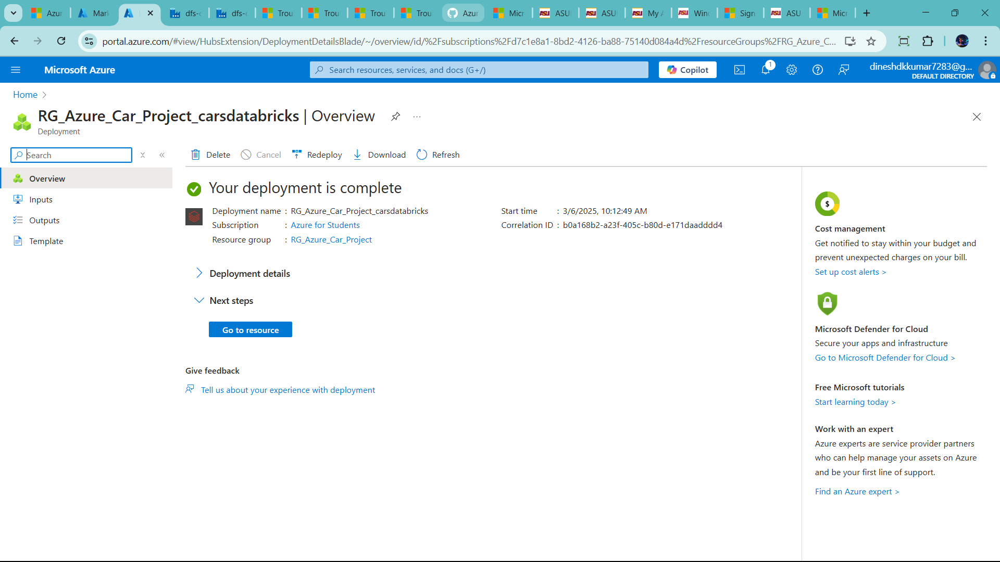 Azur
Mark
dfs-c
dfs-c
Trou
Trou
Trou
Trou
Azur
Micr
ASU
ASU
My A
Winc
Sign
ASU
Micr
portal.azure.com/#view/HubsExtension/DeploymentDetailsBlade/~/overview/id/%2Fsubscriptions%2Fd7c1e8a1-8bd2-4126-ba88-75140d084a4d%2FresourceGroups%2FRG_Azure_C...
Microsoft Azure
Search resources, services, and docs (G+/)
Copilot
1
dineshdkkumar7283@g...
DEFAULT DIRECTORY
Home
RG_Azure_Car_Project_carsdatabricks | Overview
Deployment
Search
Delete
Cancel
Redeploy
Download
Refresh
Overview
Inputs
Outputs
Template
Your deployment is complete
Deployment name : RG_Azure_Car_Project_carsdatabricks
Subscription : Azure for Students
Resource group : RG_Azure_Car_Project
Start time : 3/6/2025, 10:12:49 AM
Correlation ID : b0a168b2-a23f-405c-b80d-e171daadddd4
Deployment details
Next steps
Go to resource
Give feedback
Tell us about your experience with deployment
Cost management
Get notified to stay within your budget and
prevent unexpected charges on your bill.
Set up cost alerts >
Microsoft Defender for Cloud
Secure your apps and infrastructure
Go to Microsoft Defender for Cloud >
Free Microsoft tutorials
Start learning today >
Work with an expert
Azure experts are service provider partners
who can help manage your assets on Azure
and be your first line of support.
Find an Azure expert >